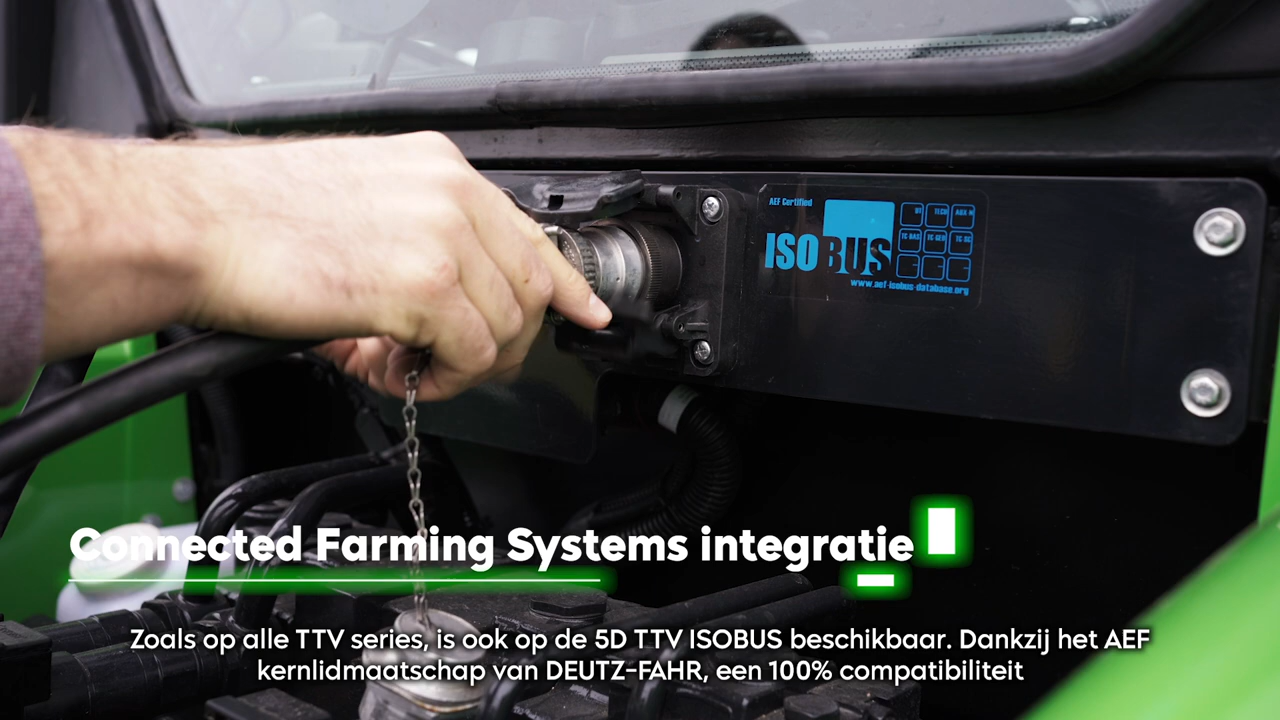 AEF Certified
UT TECU AUX N
ISOBUS
TC BAS TC GEO TC SC
www.aef-isobus-database.org
Connected Farming Systems integratie
Zoals op alle TTV series, is ook op de 5D TTV ISOBUS beschikbaar. Dankzij het AEF
kernlidmaatschap van DEUTZ-FAHR, een 100% compatibiliteit